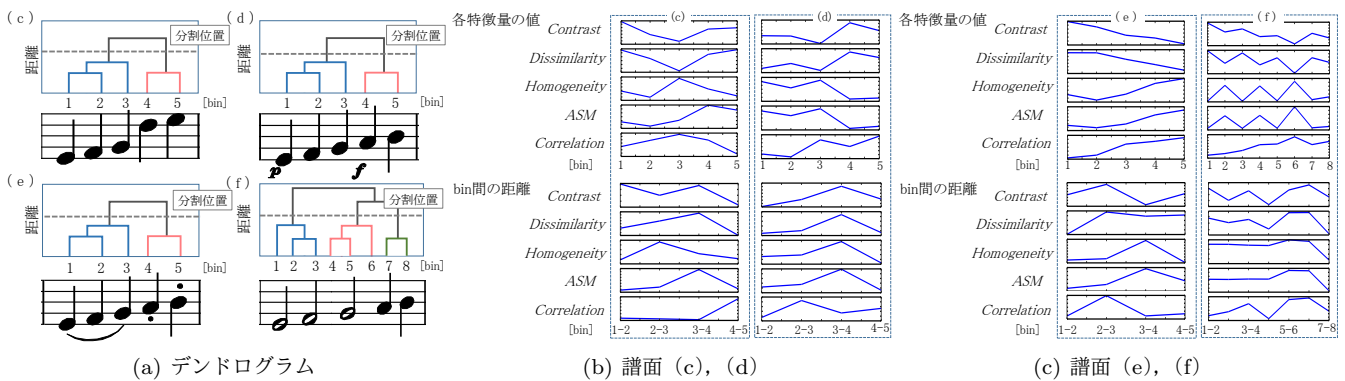 (c)
距離
分割位置
1 2 3 4 5 [bin]
(d)
距離
分割位置
1 2 3 4 5 [bin]
p f
(e)
距離
分割位置
1 2 3 4 5 [bin]
(f)
距離
分割位置
1 2 3 4 5 6 7 8 [bin]
(a) デンドログラム
各特徴量の値 (c) (d)
Contrast
Dissimilarity
Homogeneity
ASM
Correlation
[bin] 1 2 3 4 5 1 2 3 4 5
bin間の距離
Contrast
Dissimilarity
Homogeneity
ASM
Correlation
[bin] 1−2 2−3 3−4 4−5 1−2 2−3 3−4 4−5
(b) 譜面 (c), (d)
各特徴量の値 (e) (f)
Contrast
Dissimilarity
Homogeneity
ASM
Correlation
[bin] 1 2 3 4 5 1 2 3 4 5 6 7 8
bin間の距離
Contrast
Dissimilarity
Homogeneity
ASM
Correlation
[bin] 1−2 2−3 3−4 4−5 1−2 3−4 5−6 7−8
(c) 譜面 (e), (f)